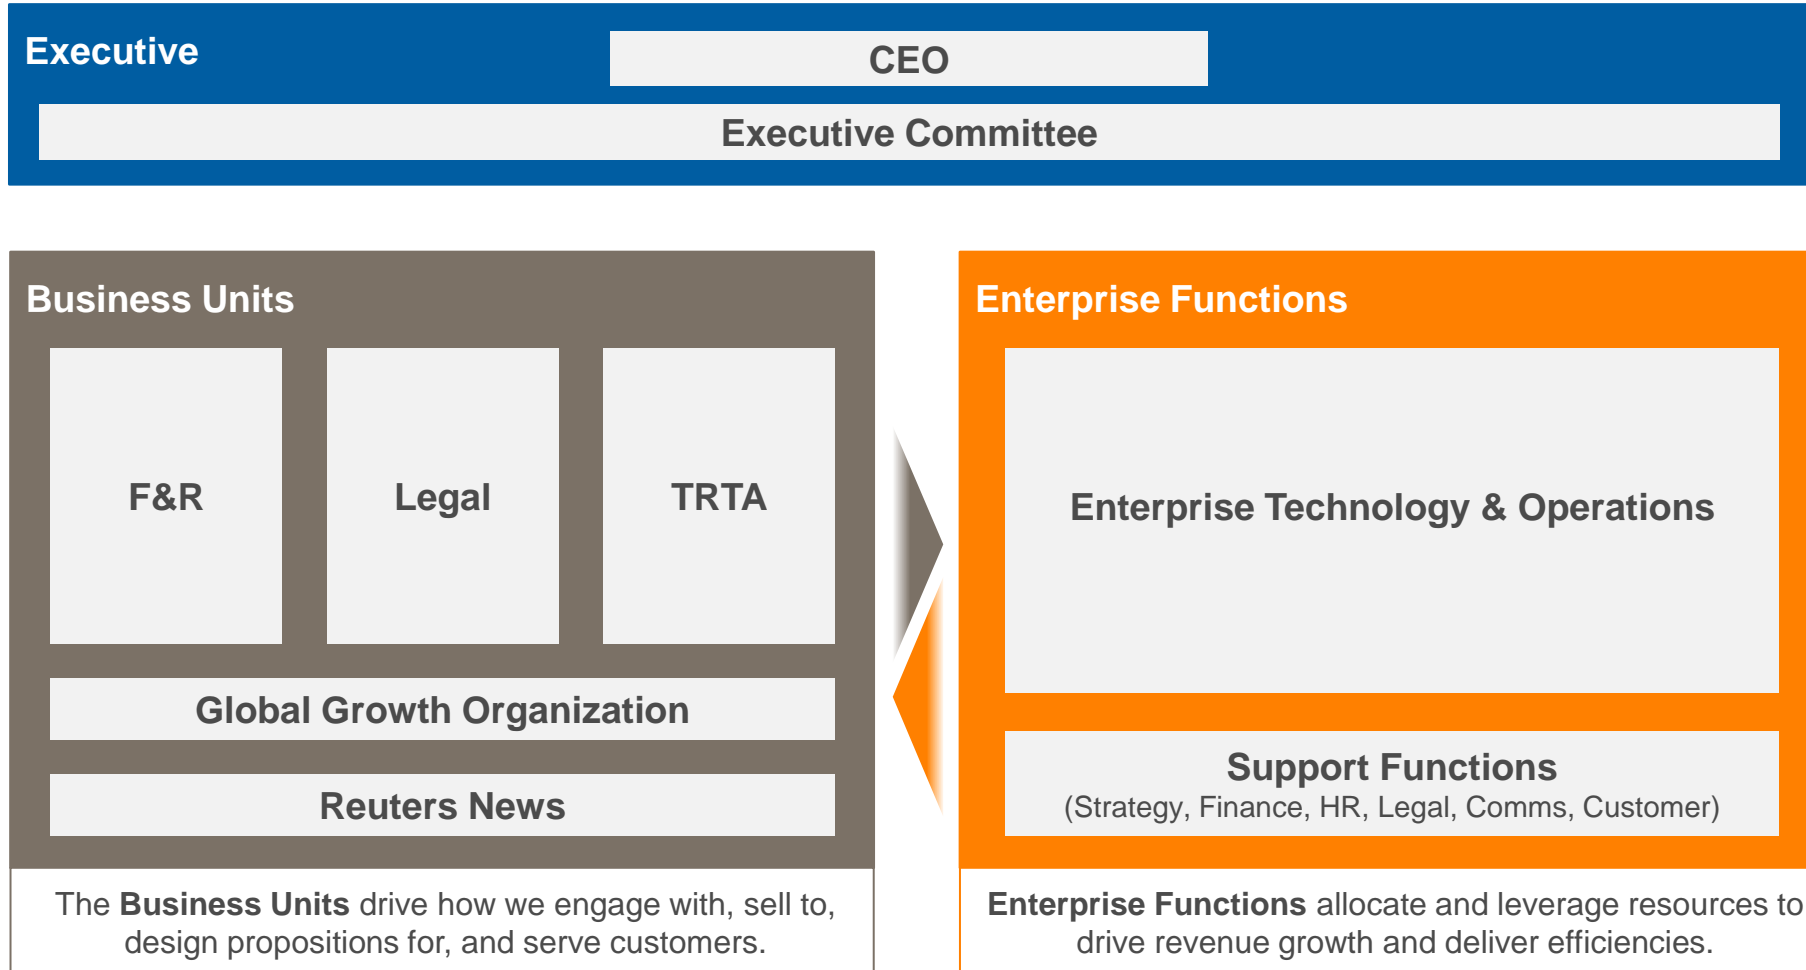 Executive
CEO
Executive Committee
Business Units
F&R
Legal
TRTA
Global Growth Organization
Reuters News
The Business Units drive how we engage with, sell to,
design propositions for, and serve customers.
Enterprise Functions
Enterprise Technology & Operations
Support Functions
(Strategy, Finance, HR, Legal, Comms, Customer)
Enterprise Functions allocate and leverage resources to
drive revenue growth and deliver efficiencies.